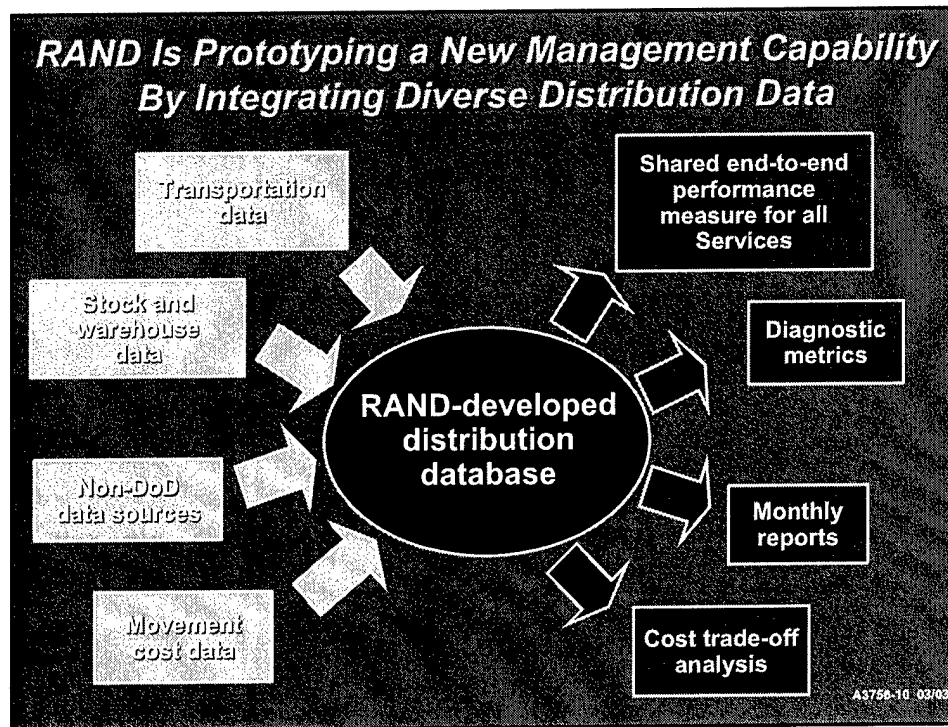 RAND Is Prototyping a New Management Capability
By Integrating Diverse Distribution Data
Transportation
data
Stock and
warehouse
data
Non-DoD
data sources
Movement
cost data
RAND-developed
distribution
database
Shared end-to-end
performance
measure for all
Services
Diagnostic
metrics
Monthly
reports
Cost trade-off
analysis
A3756-10 03/03